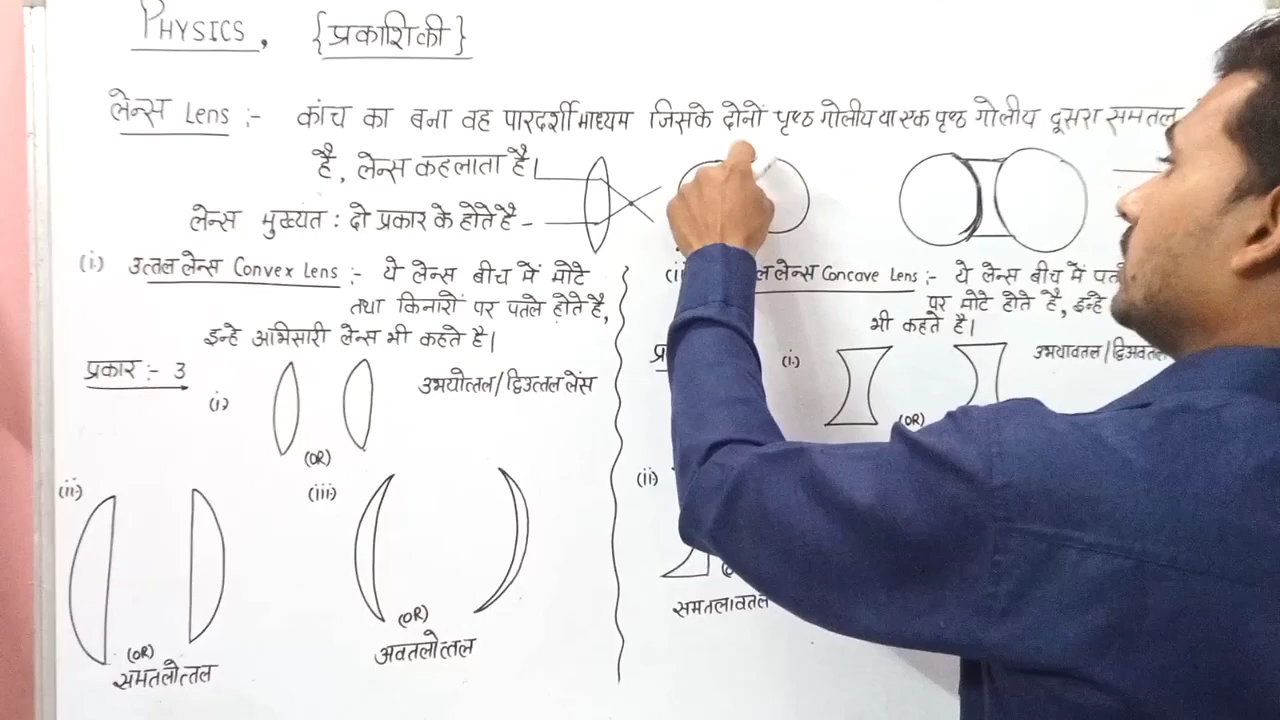 PHYSICS, {प्रकाशिकी}
लेन्स Lens :- कांच का बना वह पारदर्शी माध्यम जिसके दोनों पृष्ठ गोलीय या एक पृष्ठ गोलीय दूसरा समतल
है, लेन्स कहलाता है।
लेन्स मुख्यत : दो प्रकार के होते है -
(i) उत्तल लेन्स Convex Lens :- ये लेन्स बीच में मोटे
तथा किनारों पर पतले होते है,
इन्हे अभिसारी लेन्स भी कहते है।
प्रकार :- 3
(i) उभयोत्तल / द्विउत्तल लेंस
(OR)
(ii) (OR)
समतलोत्तल
(iii) (OR)
अवतलोत्तल
लेन्स Concave Lens :- ये लेन्स बीच में
पर मोटे होते है, इन्हे
भी कहते है।
(i) उभयावतल / द्विअवतल
(OR)
(ii)
समतलावतल